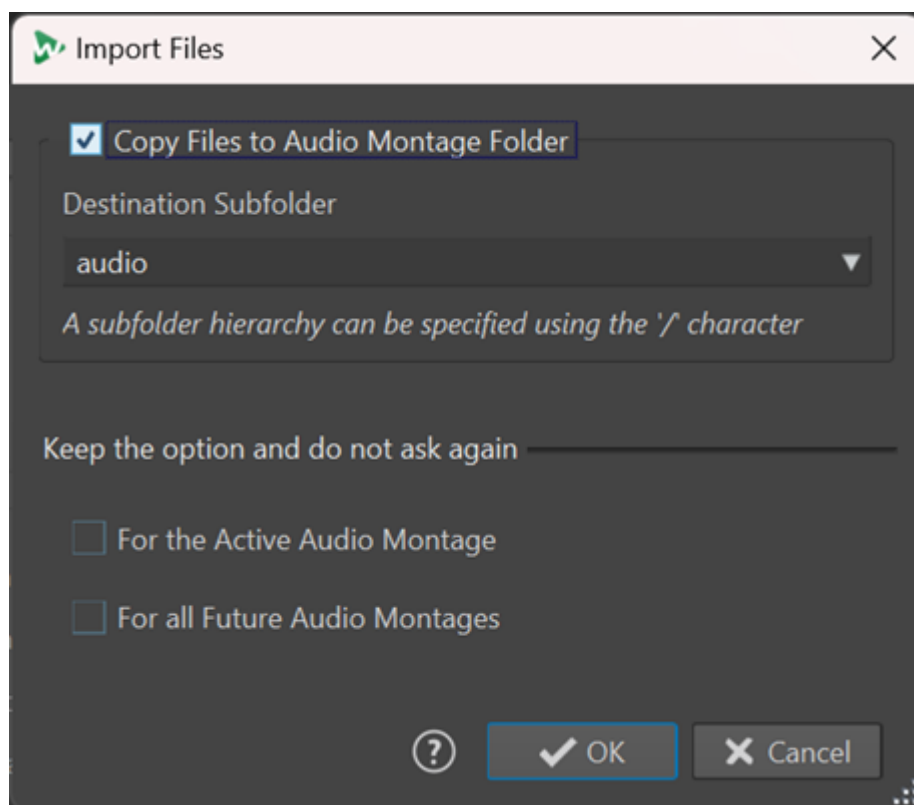 Import Files
Copy Files to Audio Montage Folder
Destination Subfolder
audio
A subfolder hierarchy can be specified using the '/' character
Keep the option and do not ask again
For the Active Audio Montage
For all Future Audio Montages
? OK Cancel